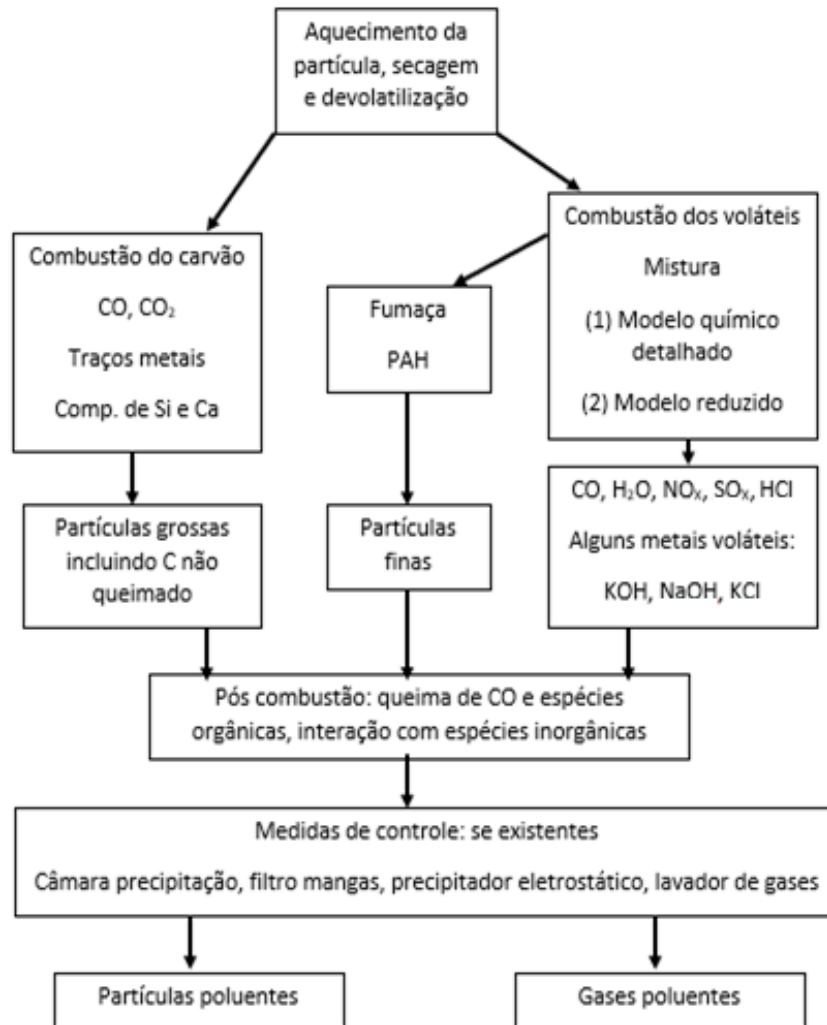 Aquecimento da
partícula, secagem
e devolatilização
Combustão do carvão
CO, CO₂
Traços metais
Comp. de Si e Ca
Fumaça
PAH
Combustão dos voláteis
Mistura
(1) Modelo químico
detalhado
(2) Modelo reduzido
Partículas grossas
incluindo C não
queimado
Partículas
finas
CO, H₂O, NOₓ, SOₓ, HCl
Alguns metais voláteis:
KOH, NaOH, KCl
Pós combustão: queima de CO e espécies
orgânicas, interação com espécies inorgânicas
Medidas de controle: se existentes
Câmara precipitação, filtro mangas, precipitador eletrostático, lavador de gases
Partículas poluentes
Gases poluentes